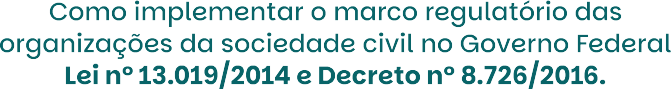 Como implementar o marco regulatório das
organizações da sociedade civil no Governo Federal
Lei nº 13.019/2014 e Decreto nº 8.726/2016.